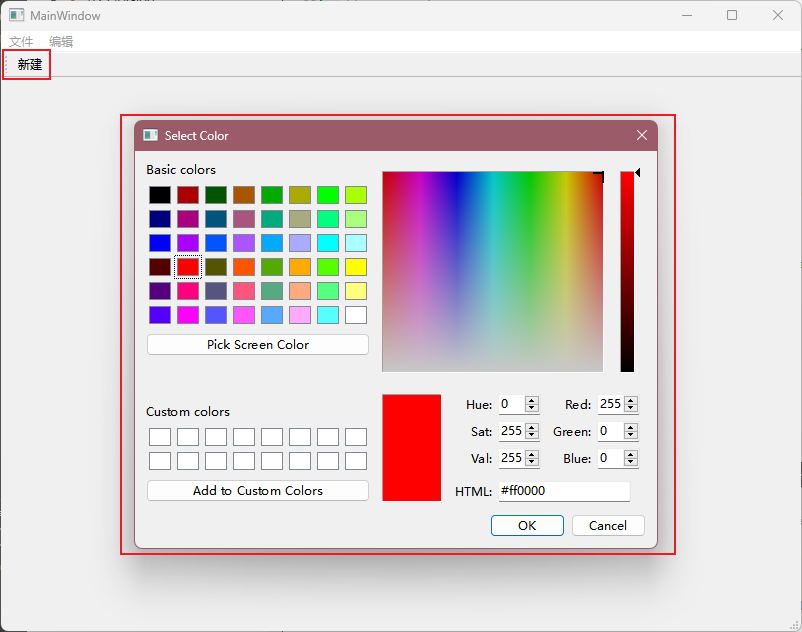 MainWindow
文件 编辑
新建
Select Color
Basic colors
Pick Screen Color
Custom colors
Add to Custom Colors
Hue: 0 Red: 255
Sat: 255 Green: 0
Val: 255 Blue: 0
HTML: #ff0000
OK Cancel